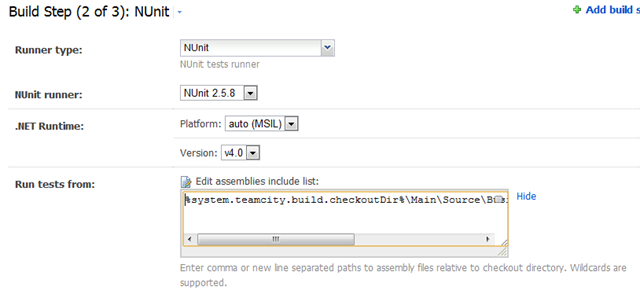 Build Step (2 of 3): NUnit
Add build s
Runner type: NUnit
NUnit tests runner
NUnit runner: NUnit 2.5.8
.NET Runtime: Platform: auto (MSIL)
Version: v4.0
Run tests from: Edit assemblies include list:
%system.teamcity.build.checkoutDir%\Main\Source\B Hide
Enter comma or new line separated paths to assembly files relative to checkout directory. Wildcards are
supported.